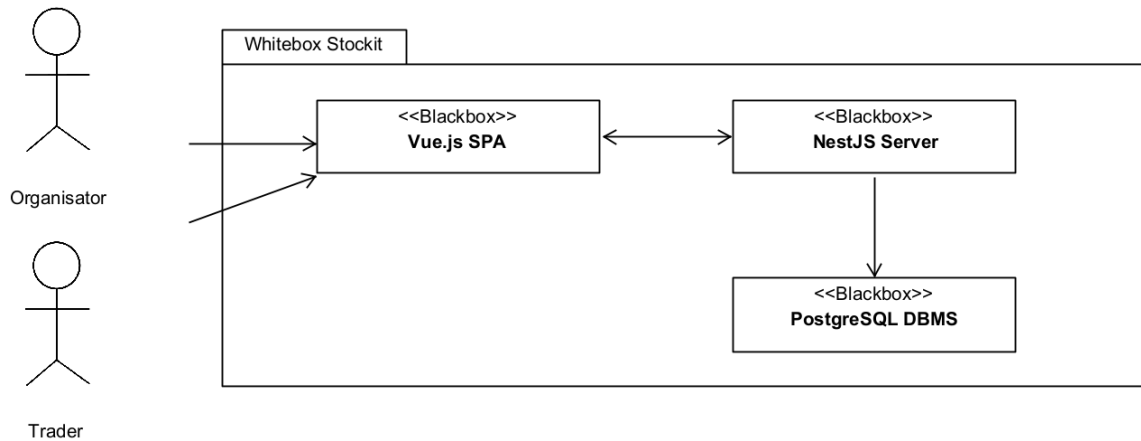 Whitebox Stockit
<<Blackbox>>
Vue.js SPA
<<Blackbox>>
NestJS Server
Organisator
<<Blackbox>>
PostgreSQL DBMS
Trader